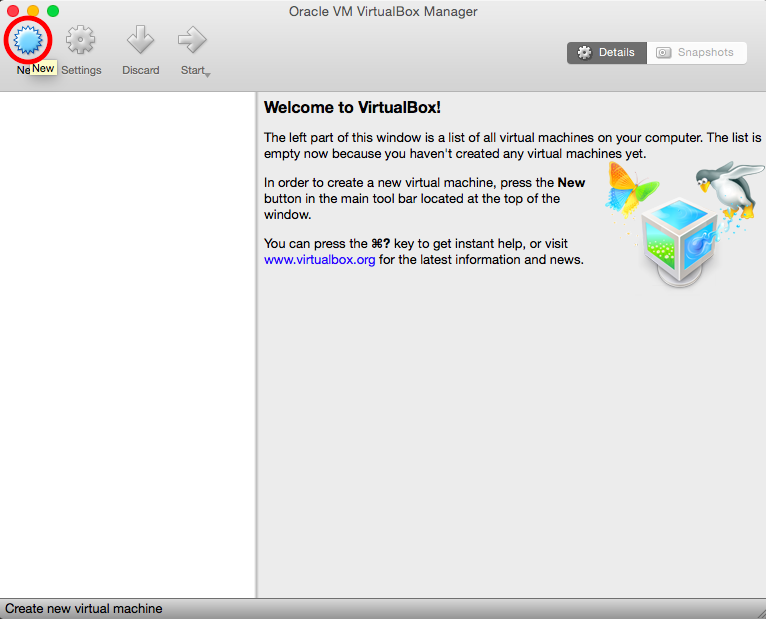 Oracle VM VirtualBox Manager
New Settings Discard Start
New
Details Snapshots
Welcome to VirtualBox!
The left part of this window is a list of all virtual machines on your computer. The list is
empty now because you haven't created any virtual machines yet.
In order to create a new virtual machine, press the New
button in the main tool bar located at the top of the
window.
You can press the ⌘? key to get instant help, or visit
www.virtualbox.org for the latest information and news.
Create new virtual machine